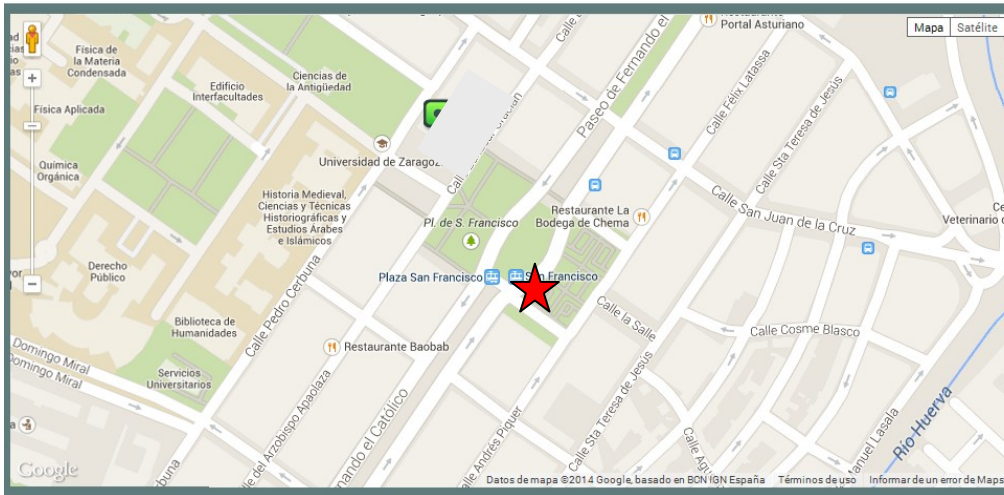 Restaurante
Portal Asturiano
Mapa
Satélite
Física de
la Materia
Condensada
Edificio
Interfacultades
Ciencias de
la Antigüedad
Física Aplicada
Paseo de Fernando el
Calle Félix Latassa
Calle Sta Teresa de Jesús
Química
Orgánica
Universidad de Zaragoz
Historia Medieval,
Ciencias y Técnicas
Historiográficas y
Estudios Árabes
e Islámicos
Pl. de S. Francisco
Restaurante La
Bodega de Chema
Calle San Juan de la Cruz
Veterinario
Derecho
Público
Calle Pedro Cerbuna
Plaza San Francisco
San Francisco
Biblioteca de
Humanidades
Calle la Salle
Calle Cosme Blasco
Restaurante Baobab
Domingo Miral
Domingo Miral
Servicios
Universitarios
Calle Sta Teresa de Jesús
Río Huerva
Manuel Lasala
del Arzobispo Apaolaza
nando el Católico
Andrés Piquer
Calle Agu
rbuna
Google
Datos de mapa ©2014 Google, basado en BCN IGN España
Términos de uso
Informar de un error de Maps